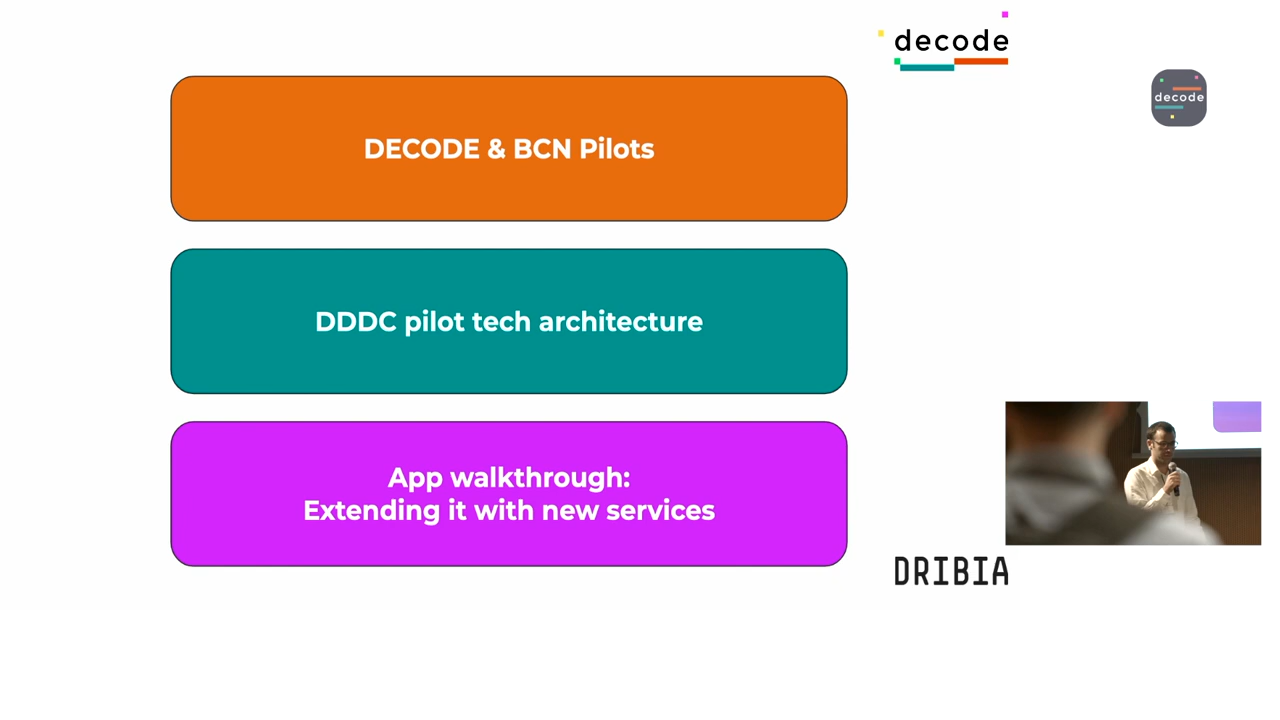 decode
decode
DECODE & BCN Pilots
DDDC pilot tech architecture
App walkthrough:
Extending it with new services
DRIBIA